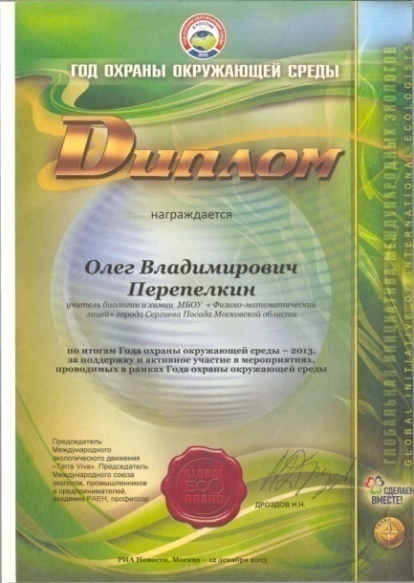 ГОД ОХРАНЫ ОКРУЖАЮЩЕЙ СРЕДЫ
Диплом
награждается
Олег Владимирович
Перепелкин
учитель биологии и химии МБОУ « Физико-математический
лицей» города Сергиева Посада Московской области
по итогам Года охраны окружающей среды – 2013,
за поддержку и активное участие в мероприятиях,
проводимых в рамках Года охраны окружающей среды
Председатель
Международного
экологического движения
«Terra Viva», Председатель
Международного союза
экологов, промышленников
и предпринимателей,
академик РАЕН, профессор
GLOBAL
ECO
BRAND
ДРОЗДОВ Н.Н.
СДЕЛАЕМ
ВМЕСТЕ!
РИА Новости, Москва – 12 декабря 2013
ГЛОБАЛЬНАЯ ИНИЦИАТИВА МЕЖДУНАРОДНЫХ ЭКОЛОГОВ
GLOBAL INITIATIVE OF INTERNATIONAL ECOLOGISTS